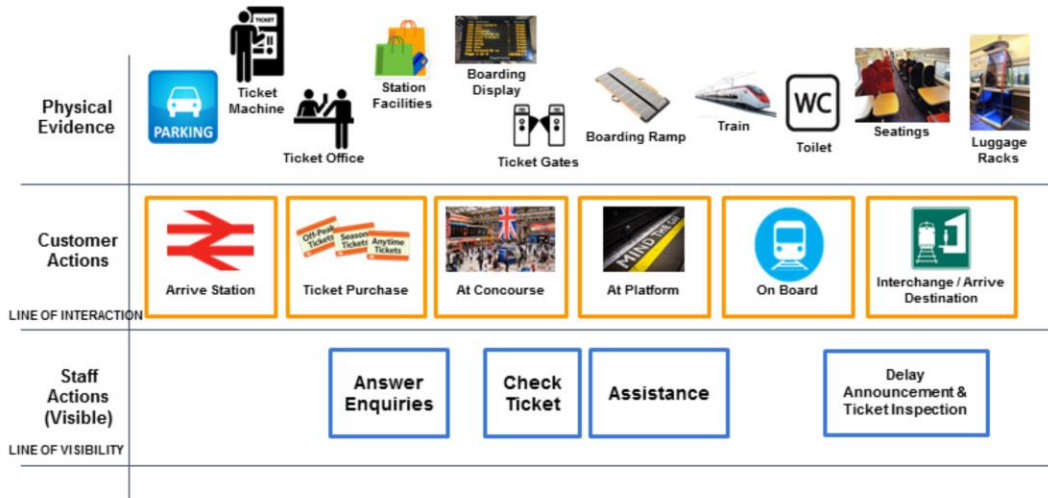 TICKET
Ticket
Machine
Station
Facilities
Boarding
Display
Physical
Evidence
PARKING
Ticket Office
Ticket Gates
Boarding Ramp
Train
WC
Toilet
Seatings
Luggage
Racks
Customer
Actions
Arrive Station
Off-Peak
Tickets
Season
Tickets
Anytime
Tickets
Ticket Purchase
At Concourse
MIND THE G
At Platform
On Board
Interchange / Arrive
Destination
LINE OF INTERACTION
Staff
Actions
(Visible)
Answer
Enquiries
Check
Ticket
Assistance
Delay
Announcement &
Ticket Inspection
LINE OF VISIBILITY